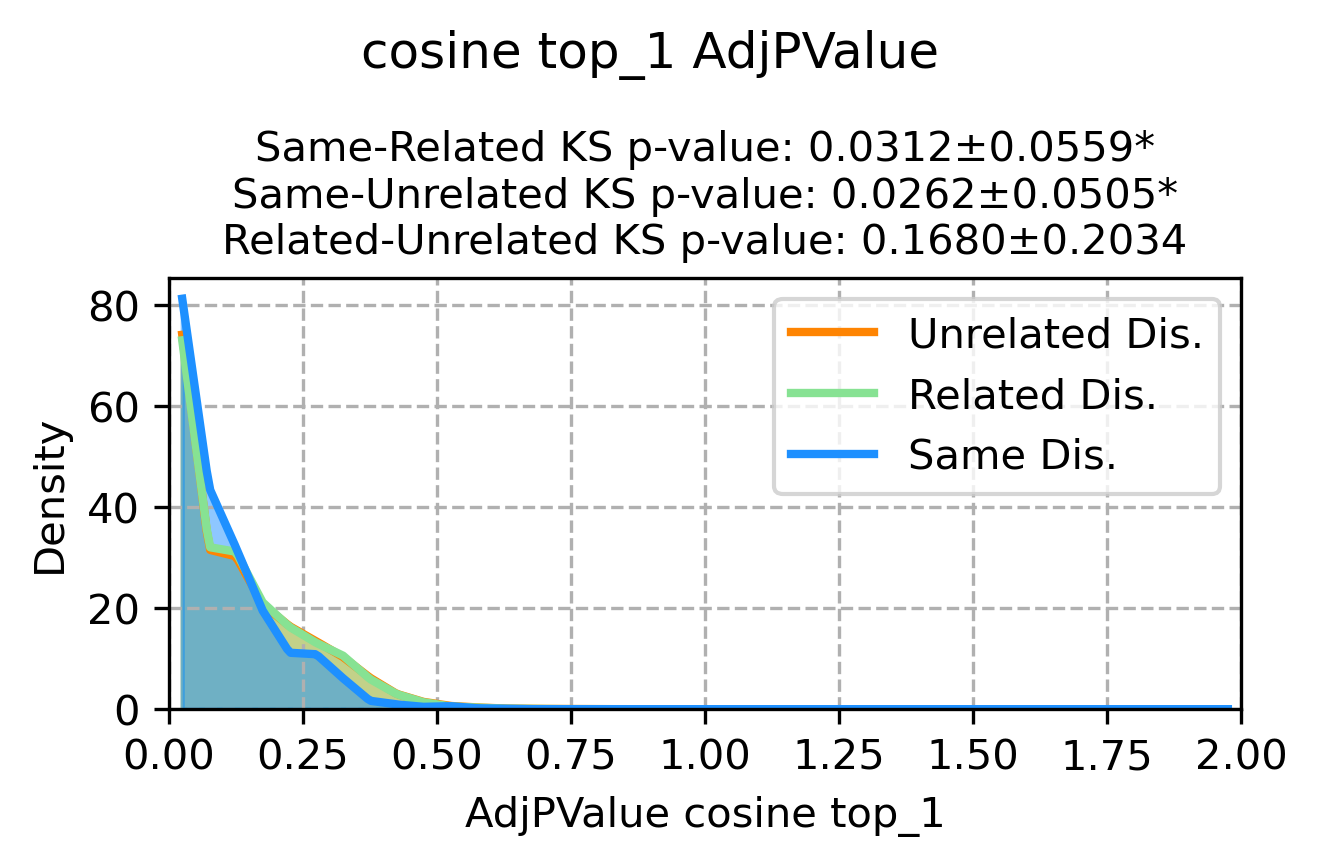 cosine top_1 AdjPValue
Same-Related KS p-value: 0.0312±0.0559*
Same-Unrelated KS p-value: 0.0262±0.0505*
Related-Unrelated KS p-value: 0.1680±0.2034
Unrelated Dis.
Related Dis.
Same Dis.
Density
80
60
40
20
0
0.00 0.25 0.50 0.75 1.00 1.25 1.50 1.75 2.00
AdjPValue cosine top_1